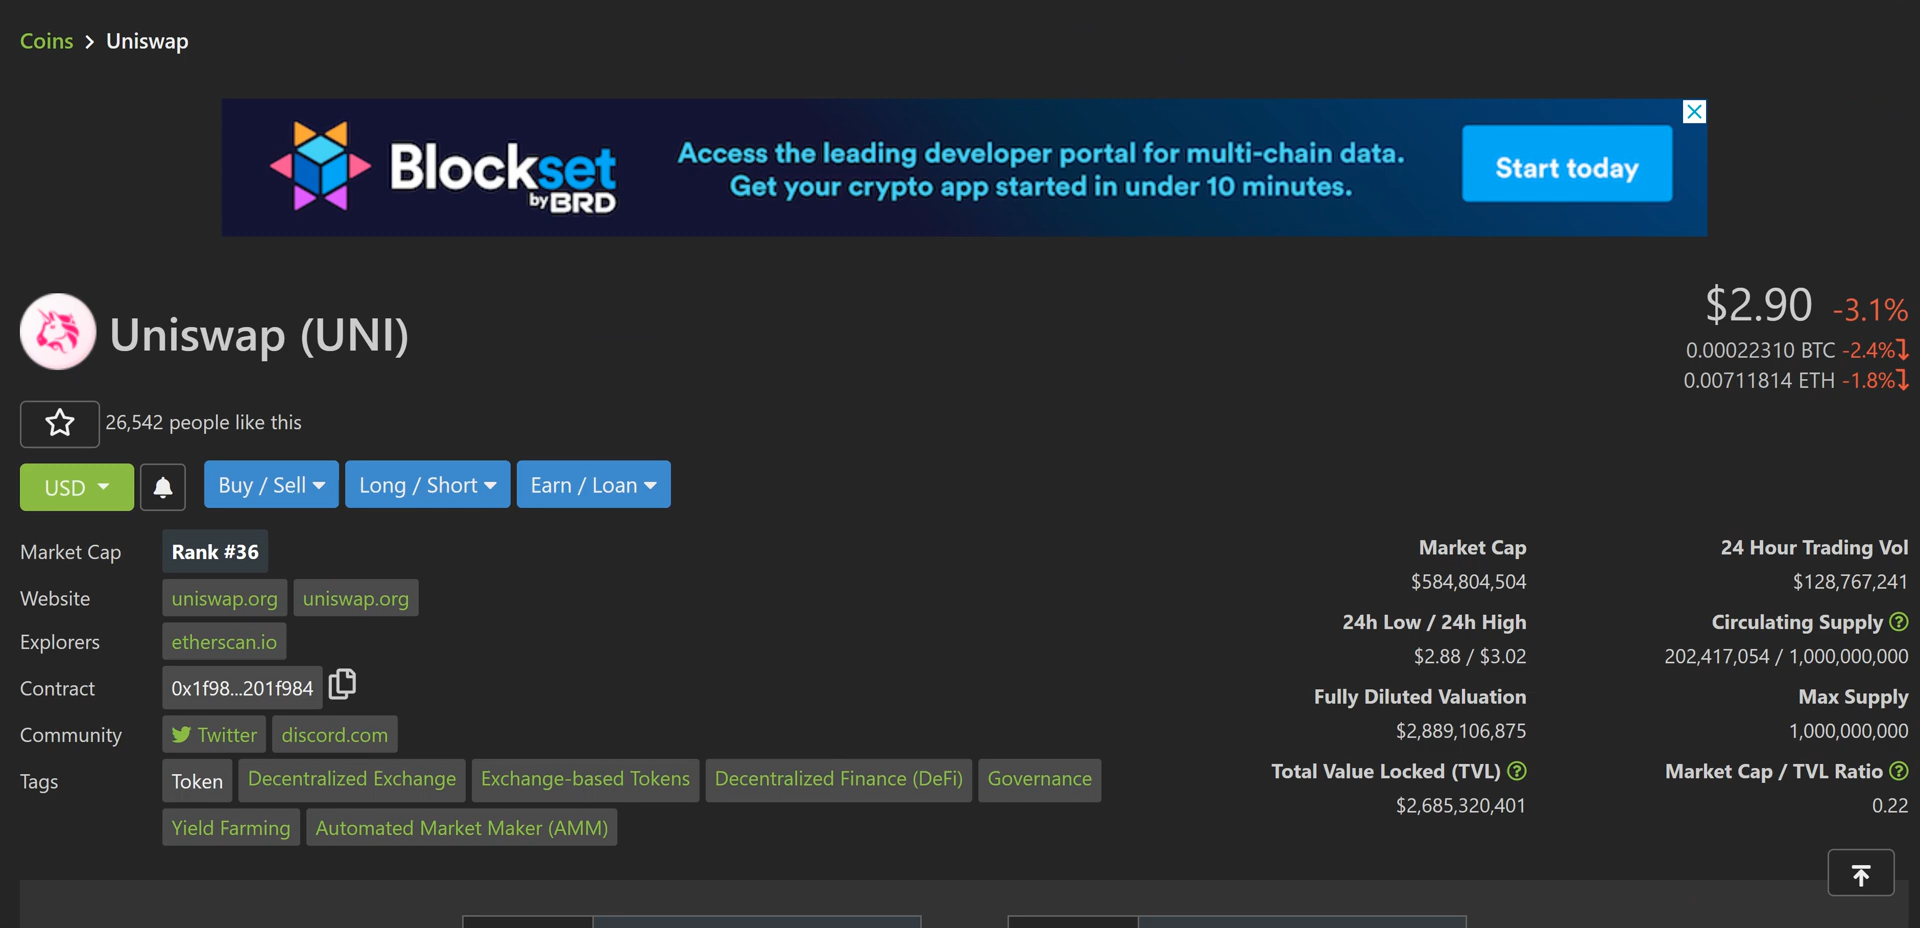 Coins > Uniswap
Blockset
by BRD
Access the leading developer portal for multi-chain data.
Get your crypto app started in under 10 minutes.
Start today
Uniswap (UNI)
$2.90 -3.1%
0.00022310 BTC -2.4%
0.00711814 ETH -1.8%
26,542 people like this
USD
Buy / Sell
Long / Short
Earn / Loan
Market Cap Rank #36
Website uniswap.org uniswap.org
Explorers etherscan.io
Contract 0x1f98...201f984
Community Twitter discord.com
Tags Token Decentralized Exchange Exchange-based Tokens Decentralized Finance (DeFi) Governance
Yield Farming Automated Market Maker (AMM)
Market Cap
$584,804,504
24h Low / 24h High
$2.88 / $3.02
Fully Diluted Valuation
$2,889,106,875
Total Value Locked (TVL) ?
$2,685,320,401
24 Hour Trading Vol
$128,767,241
Circulating Supply ?
202,417,054 / 1,000,000,000
Max Supply
1,000,000,000
Market Cap / TVL Ratio ?
0.22